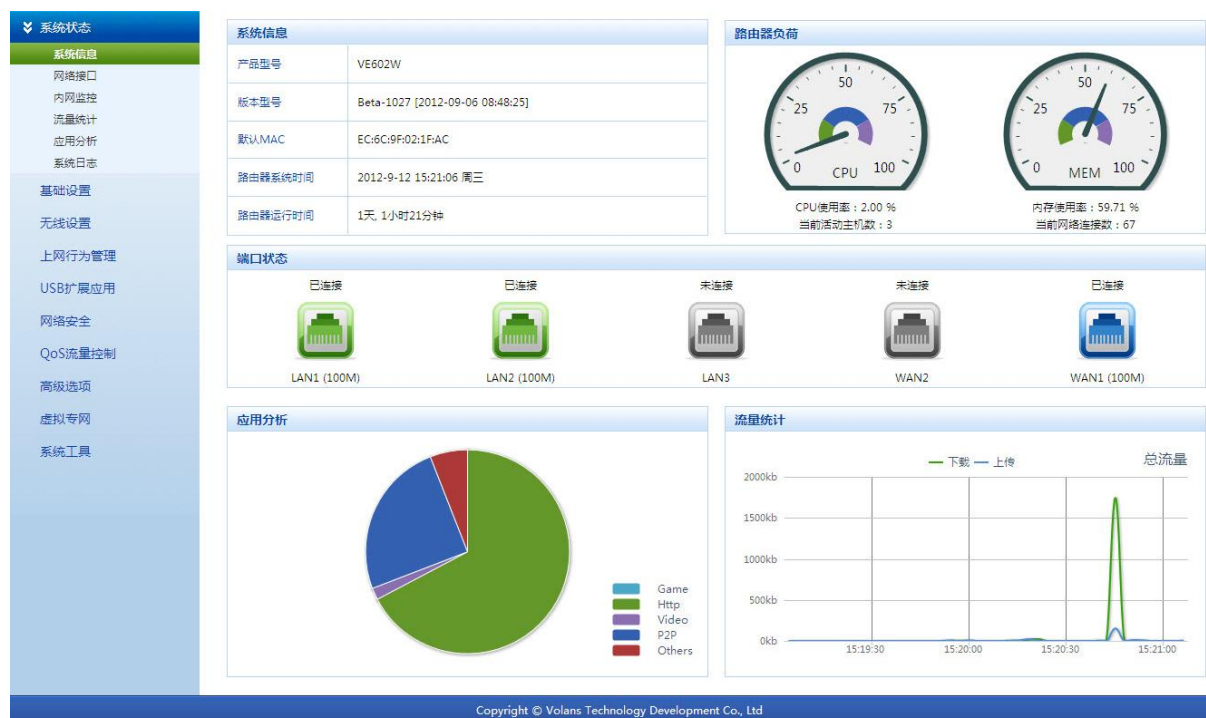 系统状态
系统信息
网络接口
内网监控
流量统计
应用分析
系统日志
基础设置
无线设置
上网行为管理
USB扩展应用
网络安全
QoS流量控制
高级选项
虚拟专网
系统工具
系统信息
产品型号 VE602W
版本型号 Beta-1027 [2012-09-06 08:48:25]
默认MAC EC:6C:9F:02:1F:AC
路由器系统时间 2012-9-12 15:21:06 周三
路由器运行时间 1天, 1小时21分钟
路由器负荷
0 25 50 75 100
CPU
CPU使用率：2.00 %
当前活动主机数：3
0 25 50 75 100
MEM
内存使用率：59.71 %
当前网络连接数：67
端口状态
已连接 已连接 未连接 未连接 已连接
LAN1 (100M) LAN2 (100M) LAN3 WAN2 WAN1 (100M)
应用分析
Game
Http
Video
P2P
Others
流量统计
下载 上传 总流量
2000kb
1500kb
1000kb
500kb
0kb
15:19:30 15:20:00 15:20:30 15:21:00
Copyright © Volans Technology Development Co., Ltd